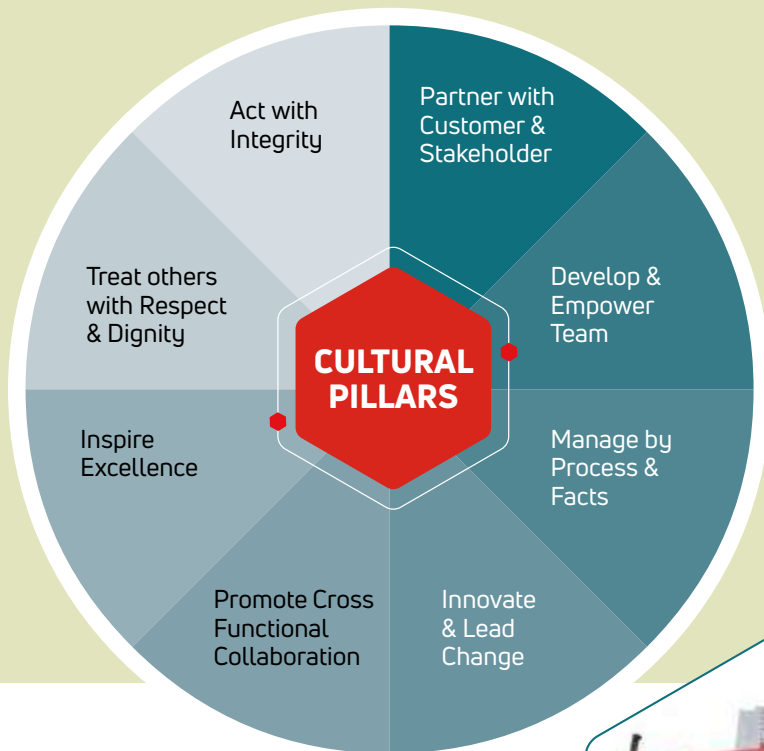 Act with
Integrity
Partner with
Customer &
Stakeholder
Treat others
with Respect
& Dignity
Develop &
Empower
Team
CULTURAL
PILLARS
Inspire
Excellence
Manage by
Process &
Facts
Promote Cross
Functional
Collaboration
Innovate
& Lead
Change